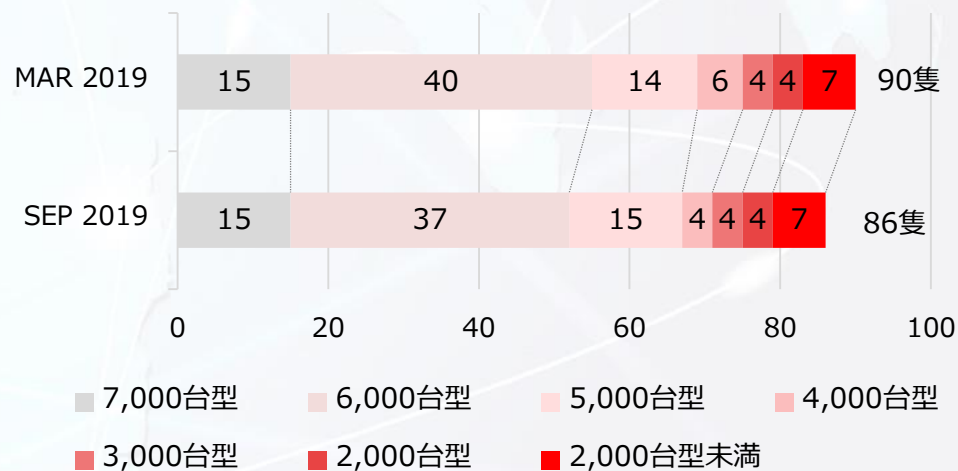 MAR 2019 15 40 14 6 4 4 7 90隻
SEP 2019 15 37 15 4 4 4 7 86隻
0 20 40 60 80 100
7,000台型 6,000台型 5,000台型 4,000台型
3,000台型 2,000台型 2,000台型未満